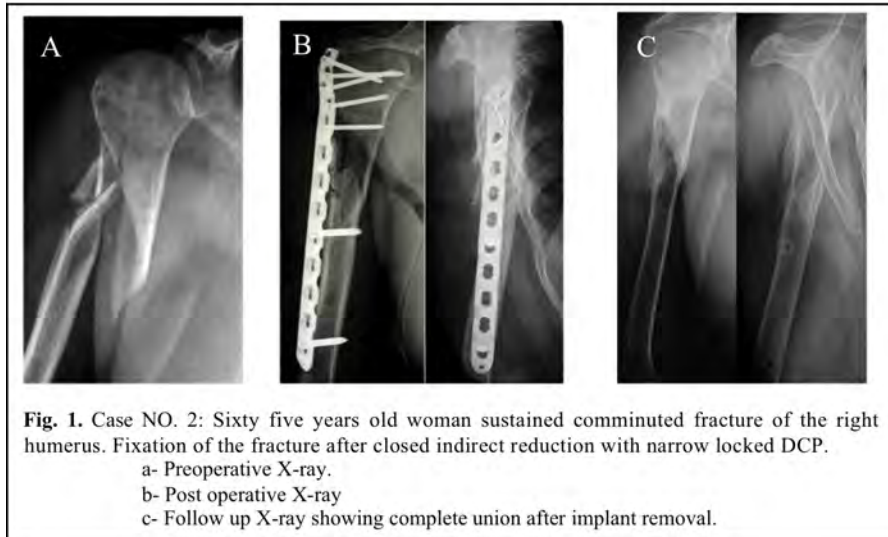 A
B
C
Fig. 1. Case NO. 2: Sixty five years old woman sustained comminuted fracture of the right
humerus. Fixation of the fracture after closed indirect reduction with narrow locked DCP.
a- Preoperative X-ray.
b- Post operative X-ray
c- Follow up X-ray showing complete union after implant removal.